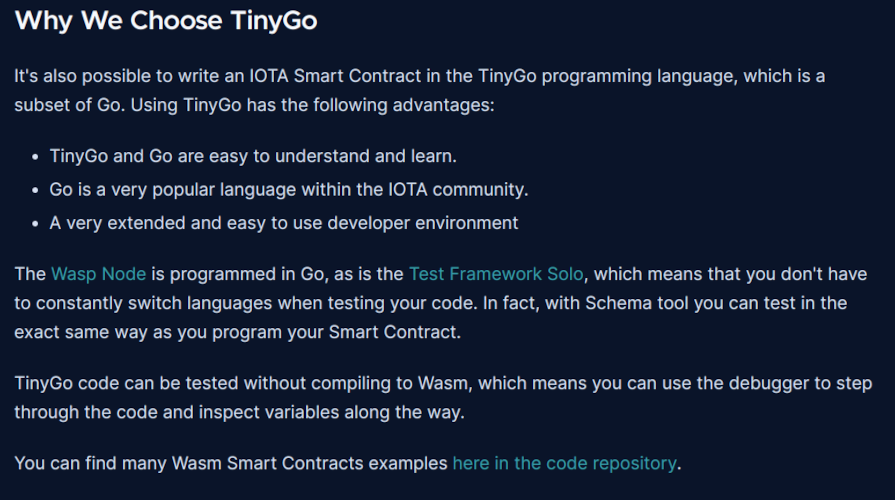 Why We Choose TinyGo
It's also possible to write an IOTA Smart Contract in the TinyGo programming language, which is a
subset of Go. Using TinyGo has the following advantages:
• TinyGo and Go are easy to understand and learn.
• Go is a very popular language within the IOTA community.
• A very extended and easy to use developer environment
The Wasp Node is programmed in Go, as is the Test Framework Solo, which means that you don't have
to constantly switch languages when testing your code. In fact, with Schema tool you can test in the
exact same way as you program your Smart Contract.
TinyGo code can be tested without compiling to Wasm, which means you can use the debugger to step
through the code and inspect variables along the way.
You can find many Wasm Smart Contracts examples here in the code repository.